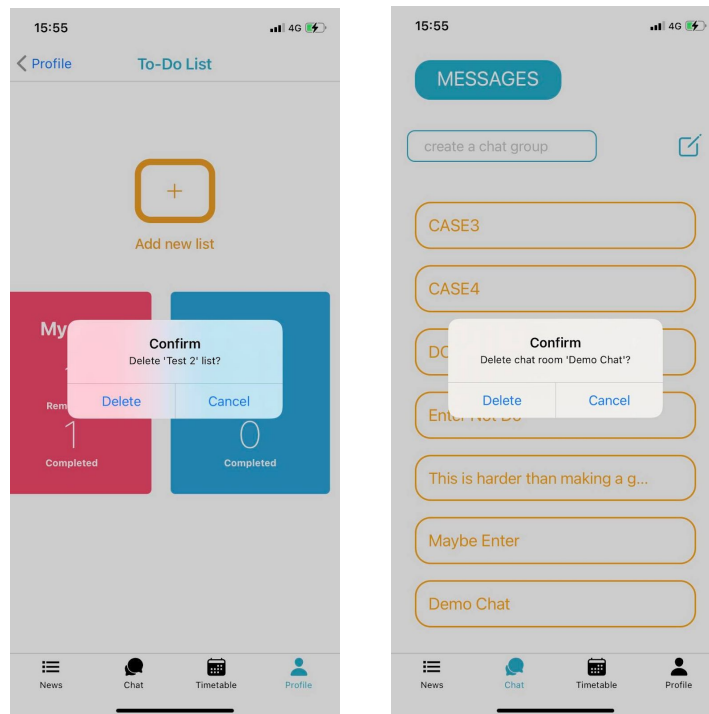 15:55
4G
Profile
To-Do List
+
Add new list
My
Confirm
Delete 'Test 2' list?
Delete
Cancel
1
0
Completed
Completed
News
Chat
Timetable
Profile
15:55
4G
MESSAGES
create a chat group
CASE3
CASE4
Confirm
Delete chat room 'Demo Chat'?
Delete
Cancel
This is harder than making a g...
Maybe Enter
Demo Chat
News
Chat
Timetable
Profile